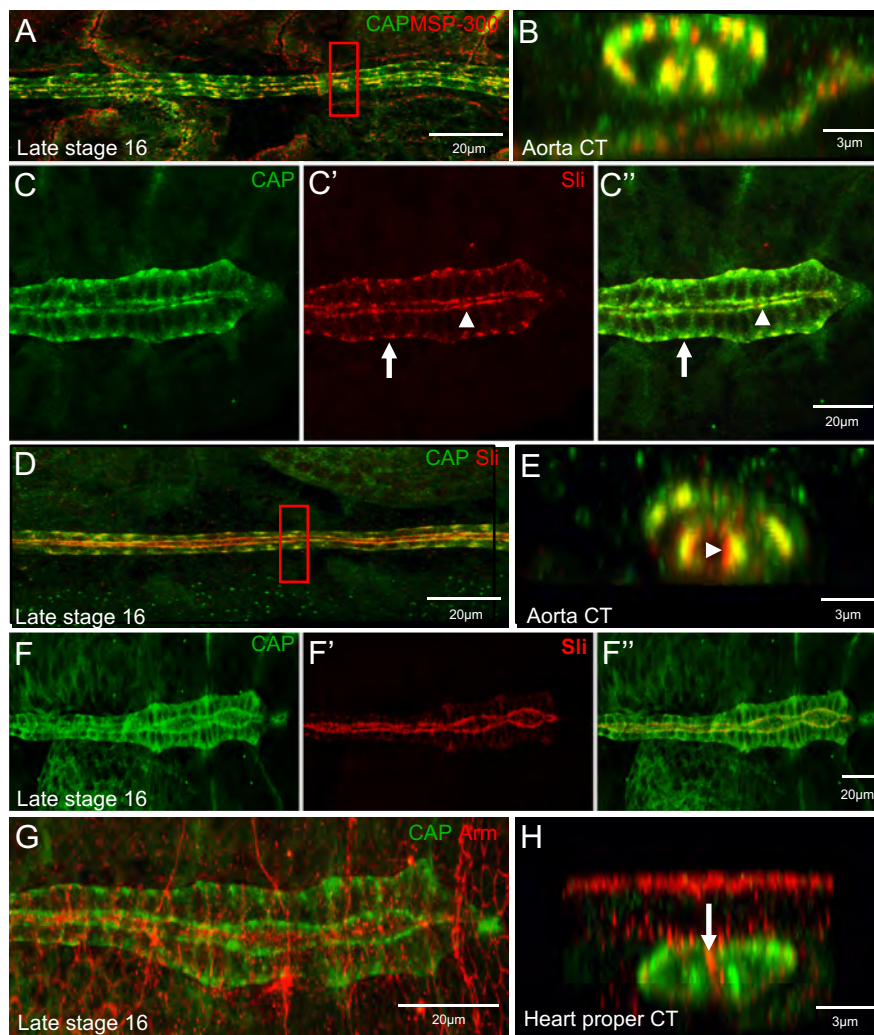 A
CAPMSP-300
Late stage 16
20µm
B
Aorta CT
3µm
C
CAP
C'
Sli
C''
20µm
D
CAP Sli
Late stage 16
20µm
E
Aorta CT
3µm
F
CAP
Late stage 16
F'
Sli
F''
20µm
G
CAP Arm
Late stage 16
20µm
H
Heart proper CT
3µm